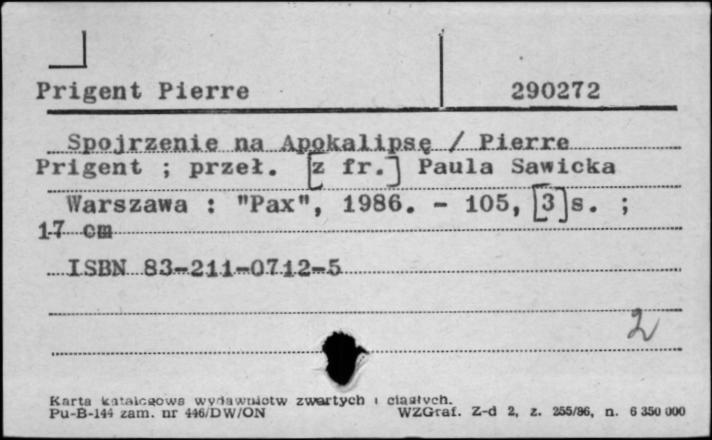 Prigent Pierre 290272
Spojrzenie na Apokalipsę / Pierre
Prigent ; przeł. [z fr.] Paula Sawicka
Warszawa : "Pax", 1986. - 105, [3]s. ;
17 cm
ISBN 83-211-0712-5
2
Karta katalogowa wydawnictw zwartych i ciągłych.
Pu-B-144 zam. nr 446/DW/ON WZGraf. Z-d 2, z. 255/86, n. 6 350 000